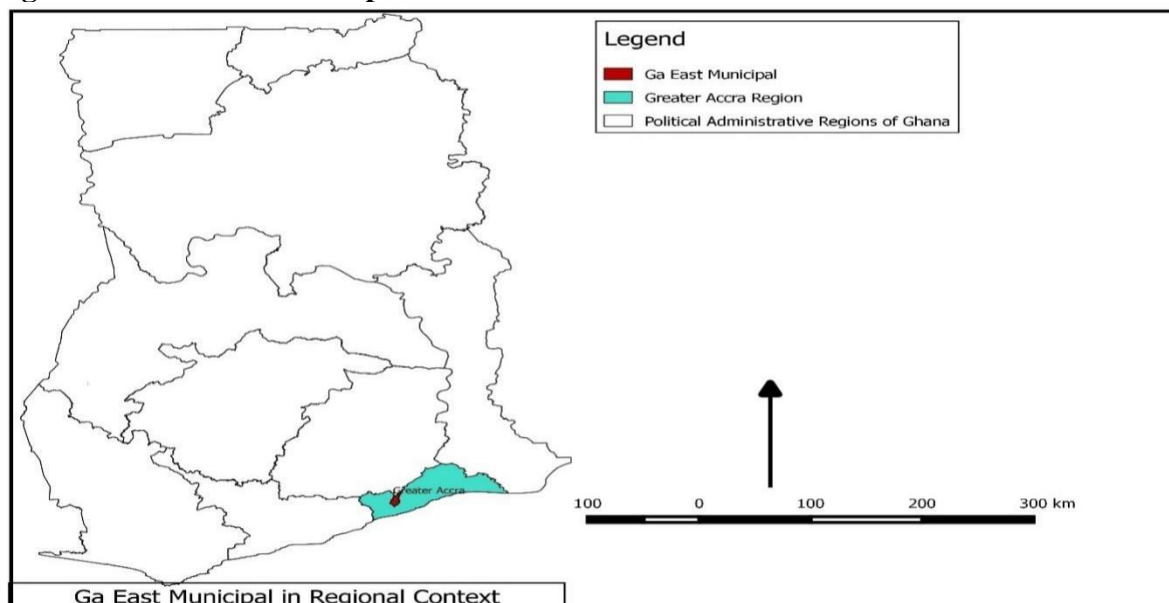 Legend
Ga East Municipal
Greater Accra Region
Political Administrative Regions of Ghana
Greater Accra
100 0 100 200 300 km
Ga East Municipal in Regional Context